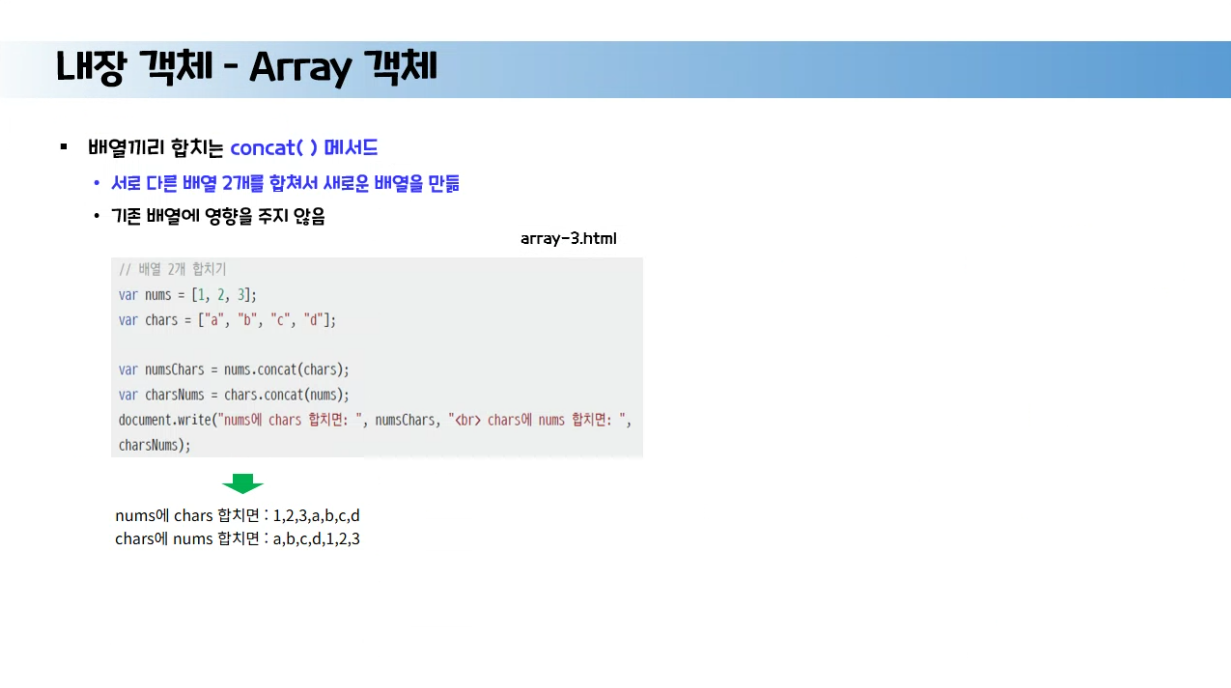 내장 객체 - Array 객체
▪ 배열끼리 합치는 concat( ) 메서드
• 서로 다른 배열 2개를 합쳐서 새로운 배열을 만듦
• 기존 배열에 영향을 주지 않음
array-3.html
// 배열 2개 합치기
var nums = [1, 2, 3];
var chars = ["a", "b", "c", "d"];
var numsChars = nums.concat(chars);
var charsNums = chars.concat(nums);
document.write("nums에 chars 합치면: ", numsChars, "<br> chars에 nums 합치면: ",
charsNums);
nums에 chars 합치면 : 1,2,3,a,b,c,d
chars에 nums 합치면 : a,b,c,d,1,2,3